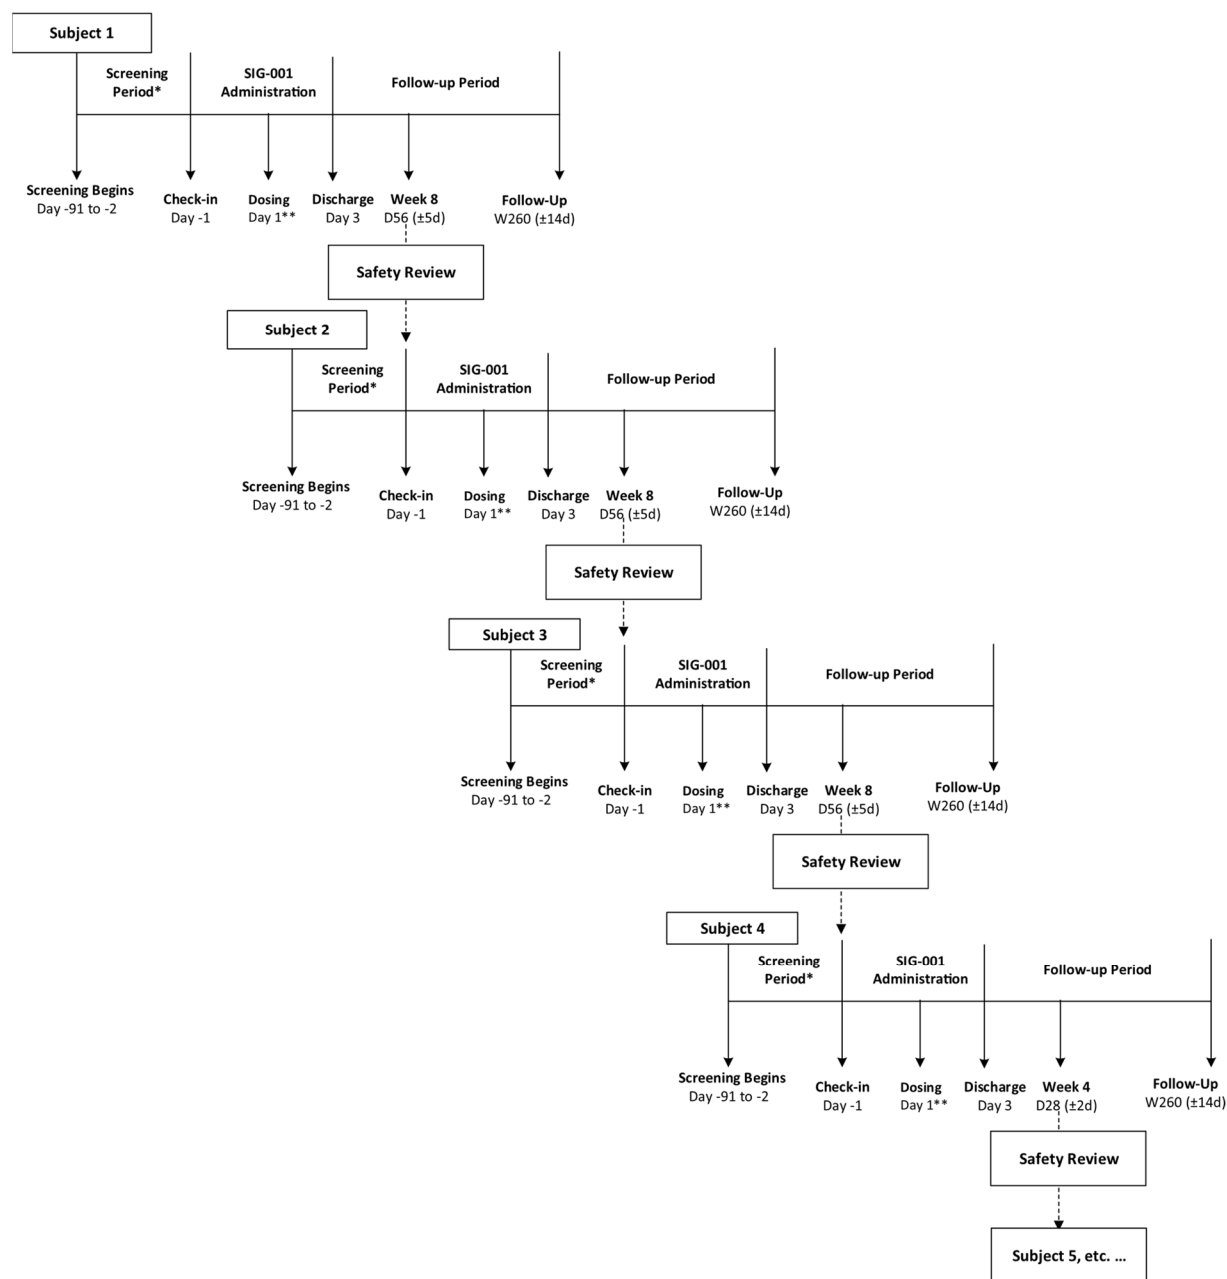 Subject 1
Screening
Period*
SIG-001
Administration
Follow-up Period
Screening Begins
Day -91 to -2
Check-in
Day -1
Dosing
Day 1**
Discharge
Day 3
Week 8
D56 (±5d)
Follow-Up
W260 (±14d)
Safety Review
Subject 2
Screening
Period*
SIG-001
Administration
Follow-up Period
Screening Begins
Day -91 to -2
Check-in
Day -1
Dosing
Day 1**
Discharge
Day 3
Week 8
D56 (±5d)
Follow-Up
W260 (±14d)
Safety Review
Subject 3
Screening
Period*
SIG-001
Administration
Follow-up Period
Screening Begins
Day -91 to -2
Check-in
Day -1
Dosing
Day 1**
Discharge
Day 3
Week 8
D56 (±5d)
Follow-Up
W260 (±14d)
Safety Review
Subject 4
Screening
Period*
SIG-001
Administration
Follow-up Period
Screening Begins
Day -91 to -2
Check-in
Day -1
Dosing
Day 1**
Discharge
Day 3
Week 4
D28 (±2d)
Follow-Up
W260 (±14d)
Safety Review
Subject 5, etc. ...